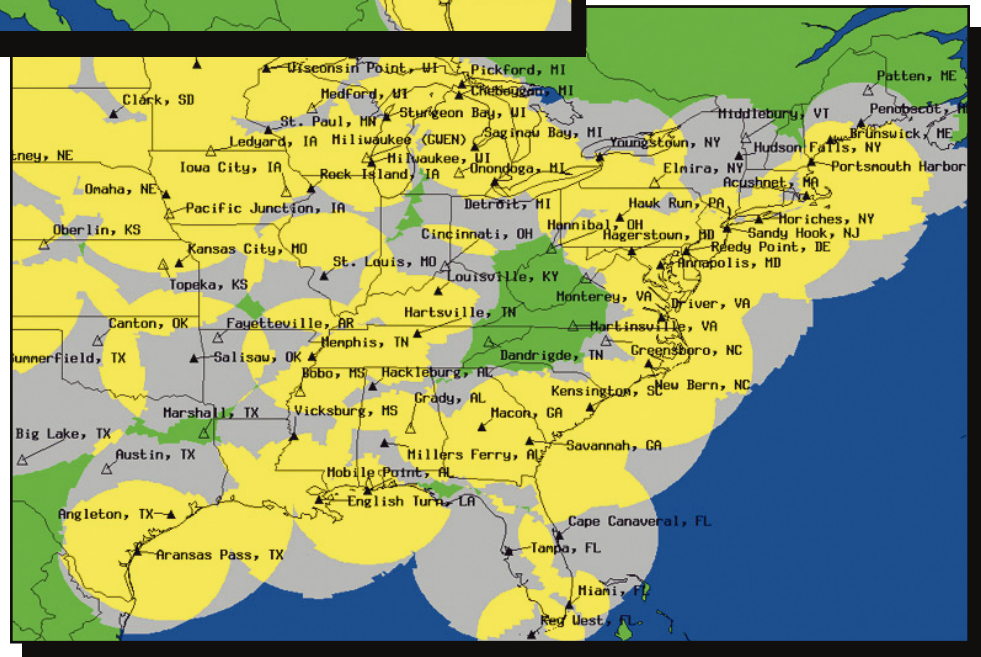 Wisconsin Point, WI
Pickford, MI
Patten, ME
Cheboygan, MI
Medford, WI
Clark, SD
Sturgeon Bay, WI
Penobscot, M
Middlebury, VT
St. Paul, MN
Saginaw Bay, MI
Brunswick, ME
Ledyard, IA
Miliwaukee (GWEN)
Youngstown, NY
Hudson Falls, NY
tney, NE
Milwaukee, WI
Iowa City, IA
Onondoga, MI
Elmira, NY
Portsmouth Harbor
Rock Island, IA
Acushnet, MA
Omaha, NE
Detroit, MI
Hawk Run, PA
Pacific Junction, IA
Moriches, NY
Oberlin, KS
Cincinnati, OH
Hannibal, OH
Hagerstown, MD
Sandy Hook, NJ
Kansas City, MO
Reedy Point, DE
St. Louis, MO
Annapolis, MD
Louisville, KY
Topeka, KS
Monterey, VA
Driver, VA
Hartsville, TN
Canton, OK
Fayetteville, AR
Martinsville, VA
Memphis, TN
Summerfield, TX
Salisaw, OK
Dandrigde, TN
Greensboro, NC
Bobo, MS
Hackleburg, AL
New Bern, NC
Kensington, SC
Grady, AL
Marshall, TX
Vicksburg, MS
Macon, GA
Big Lake, TX
Savannah, GA
Austin, TX
Millers Ferry, AL
Mobile Point, AL
English Turn, LA
Angleton, TX
Cape Canaveral, FL
Aransas Pass, TX
Tampa, FL
Miami, FL
Key West, FL